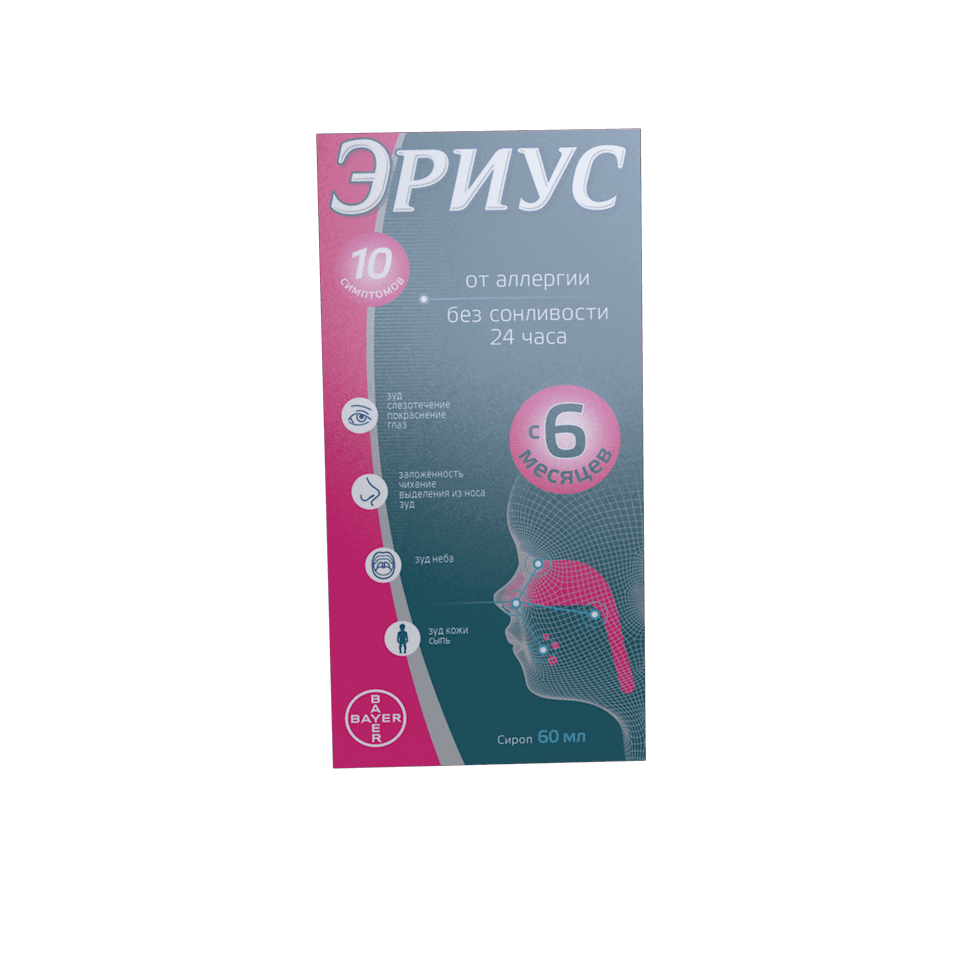 ЭРИУС
10
СИМПТОМОВ
от аллергии
без сонливости
24 часа
зуд
слезотечение
покраснение
глаз
с 6
месяцев
заложенность
чихание
выделения из носа
зуд
зуд неба
зуд кожи
сыпь
BAYER
BAYER
Сироп 60 мл